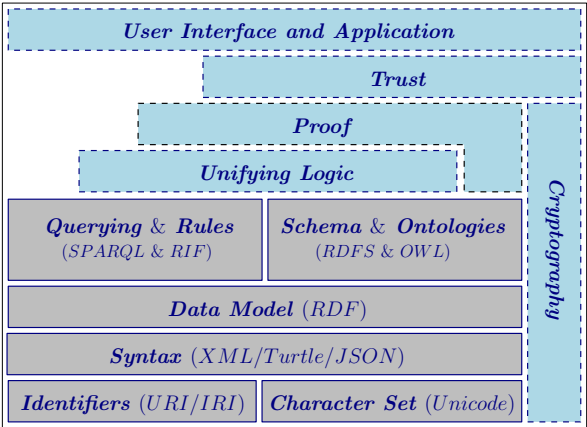 User Interface and Application
Trust
Proof
Unifying Logic
Cryptography
Querying & Rules
(SPARQL & RIF)
Schema & Ontologies
(RDFS & OWL)
Data Model (RDF)
Syntax (XML/Turtle/JSON)
Identifiers (URI/IRI)
Character Set (Unicode)